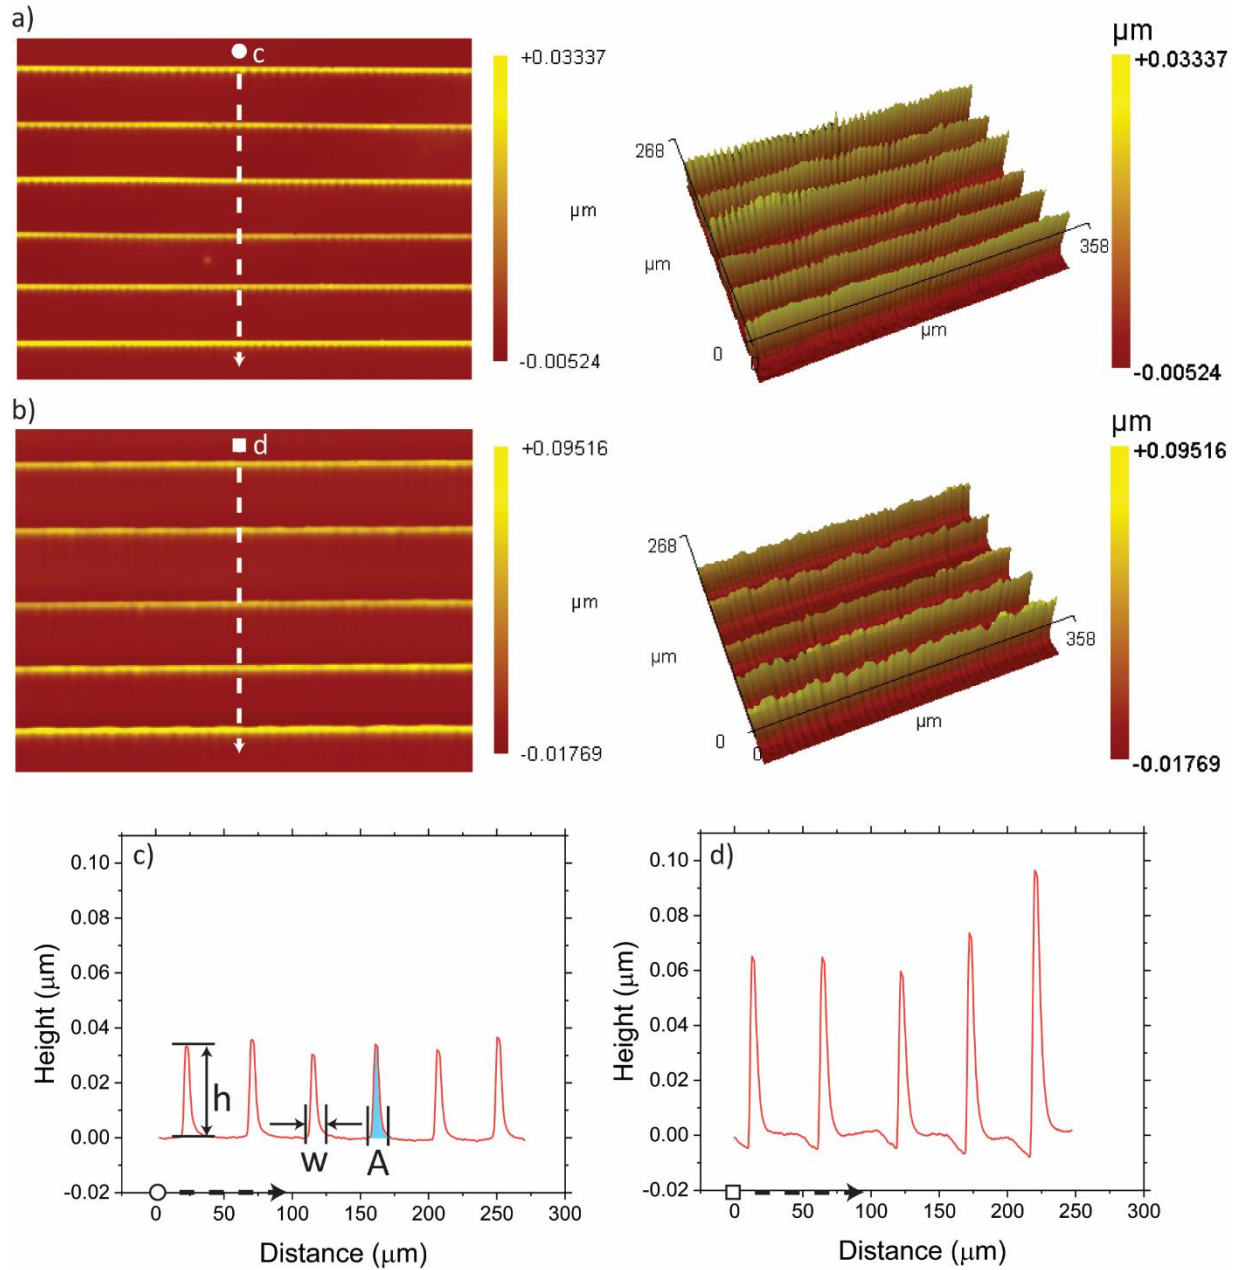 a)
c
+0.03337
µm
-0.00524
268
µm
0
0
µm
358
µm
+0.03337
-0.00524
b)
d
+0.09516
µm
-0.01769
268
µm
0
0
µm
358
µm
+0.09516
-0.01769
c)
0.10
0.08
0.06
0.04
0.02
0.00
-0.02
Height (µm)
h
w
A
0 50 100 150 200 250 300
Distance (µm)
d)
0.10
0.08
0.06
0.04
0.02
0.00
-0.02
Height (µm)
0 50 100 150 200 250 300
Distance (µm)